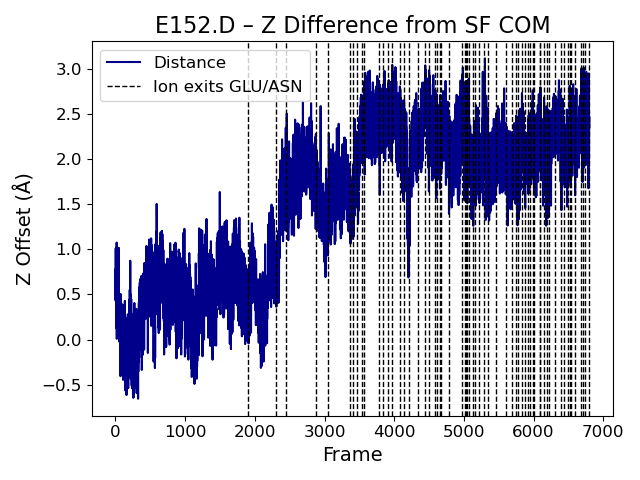 E152.D – Z Difference from SF COM
Distance
Ion exits GLU/ASN
Z Offset (Å)
3.0
2.5
2.0
1.5
1.0
0.5
0.0
−0.5
0 1000 2000 3000 4000 5000 6000 7000
Frame